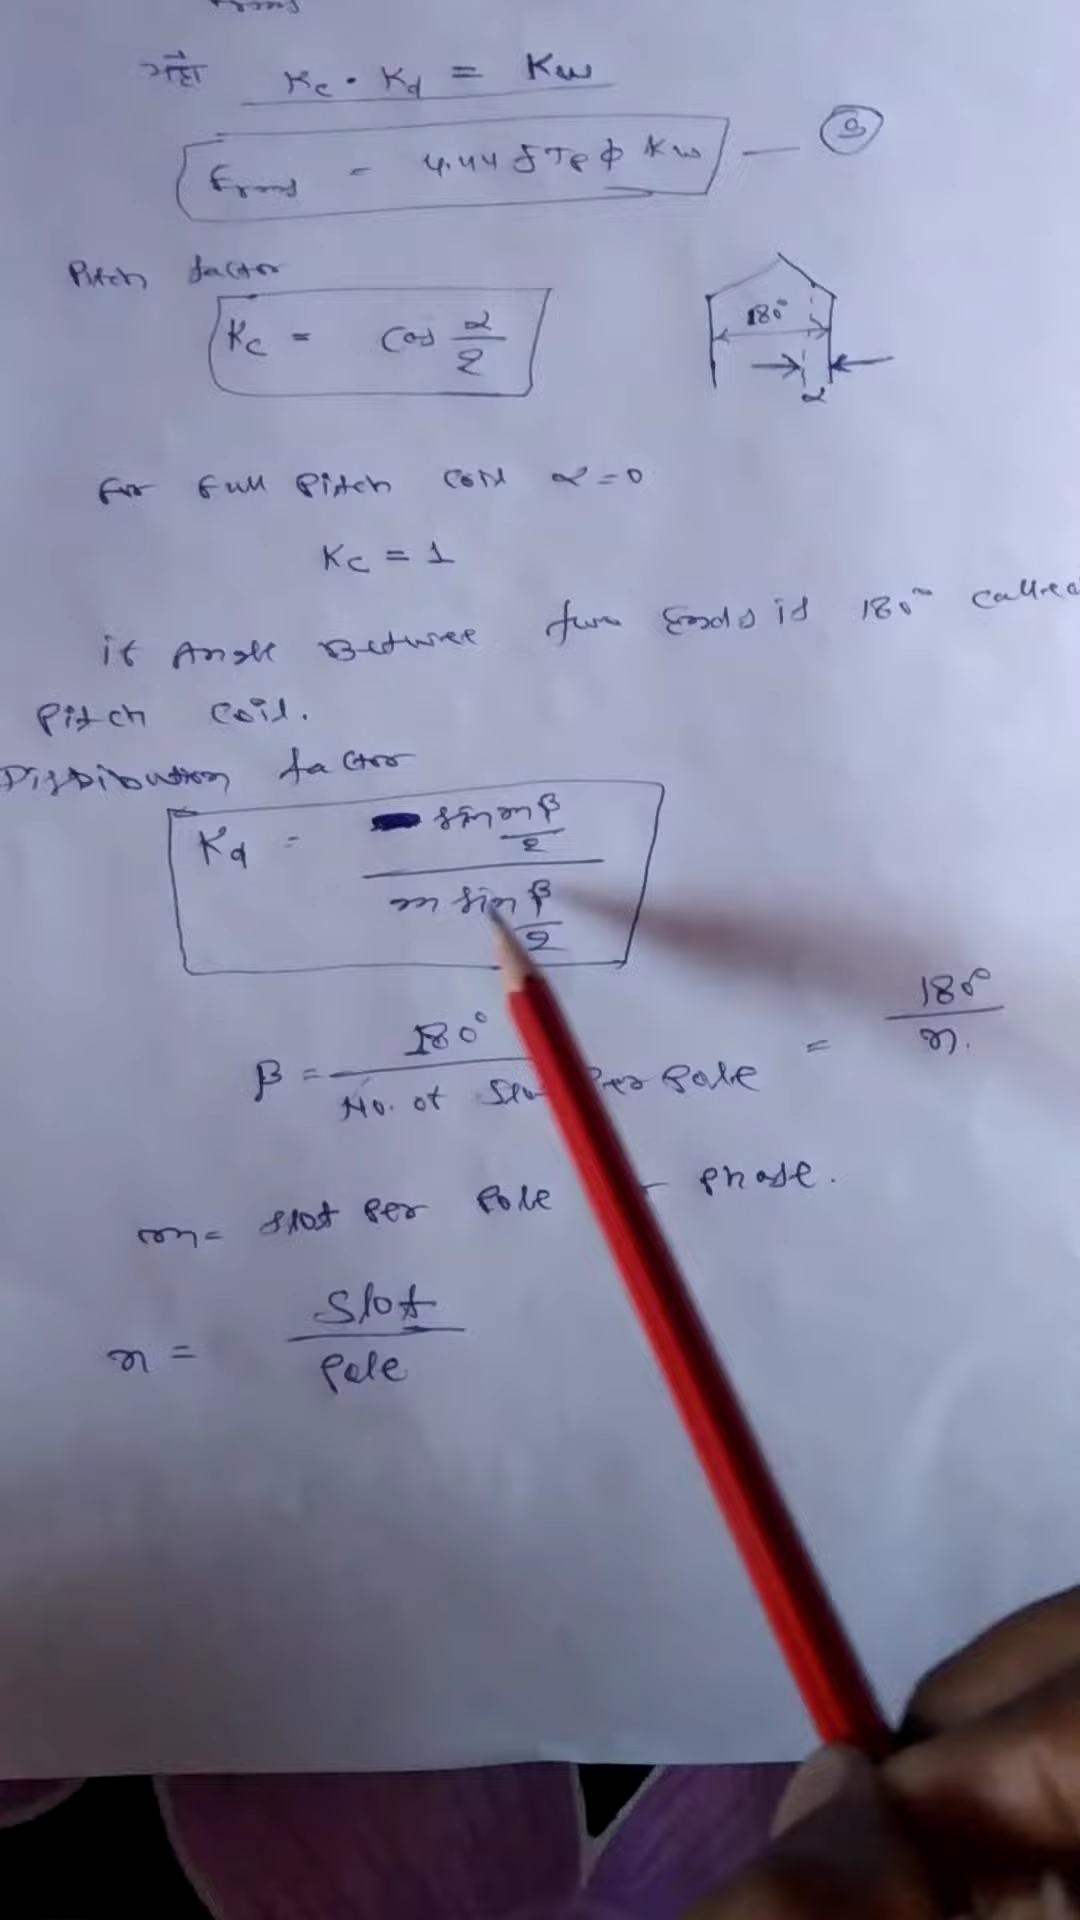 यहाँ Kc · Kd = Kw
Erms = 4.44 f Tp φ Kw — 3
Pitch factor
Kc = Cos α/2
180°
α
For Full Pitch Coil α = 0
Kc = 1
if Angle Between two Ends is 180° called
Pitch Coil.
Distribution factor
Kd = sin mβ/2 / m sin β/2
β = 180° / No. of Slot Per Pole = 180° / n.
m = Slot Per Pole phase.
n = Slot / Pole